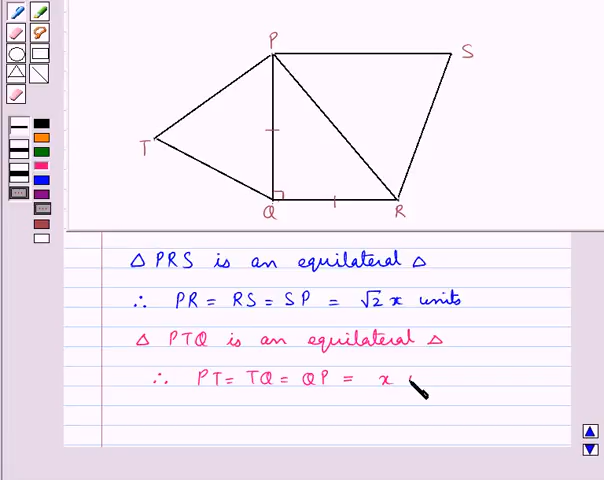 P
S
T
Q
R
△ PRS is an equilateral △
∴ PR = RS = SP = √2 x units
△ PTQ is an equilateral △
∴ PT = TQ = QP = x